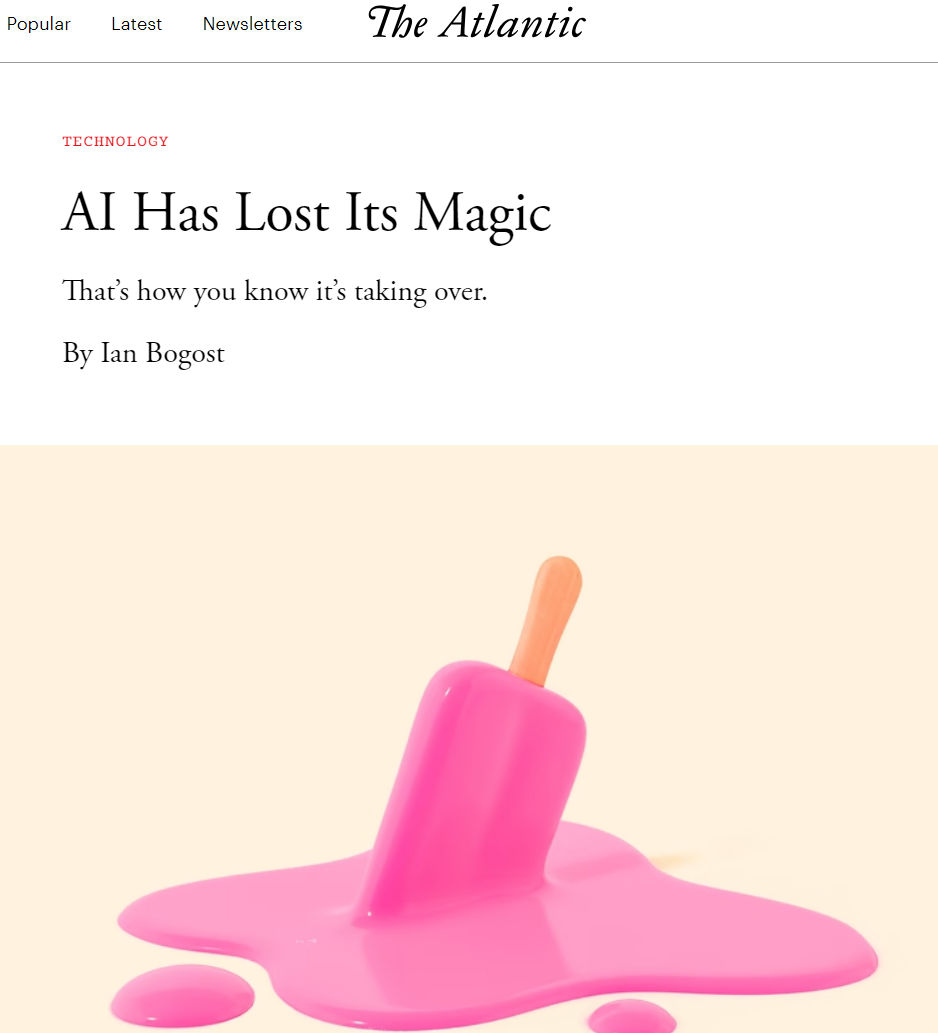 Popular Latest Newsletters The Atlantic
TECHNOLOGY
AI Has Lost Its Magic
That’s how you know it’s taking over.
By Ian Bogost